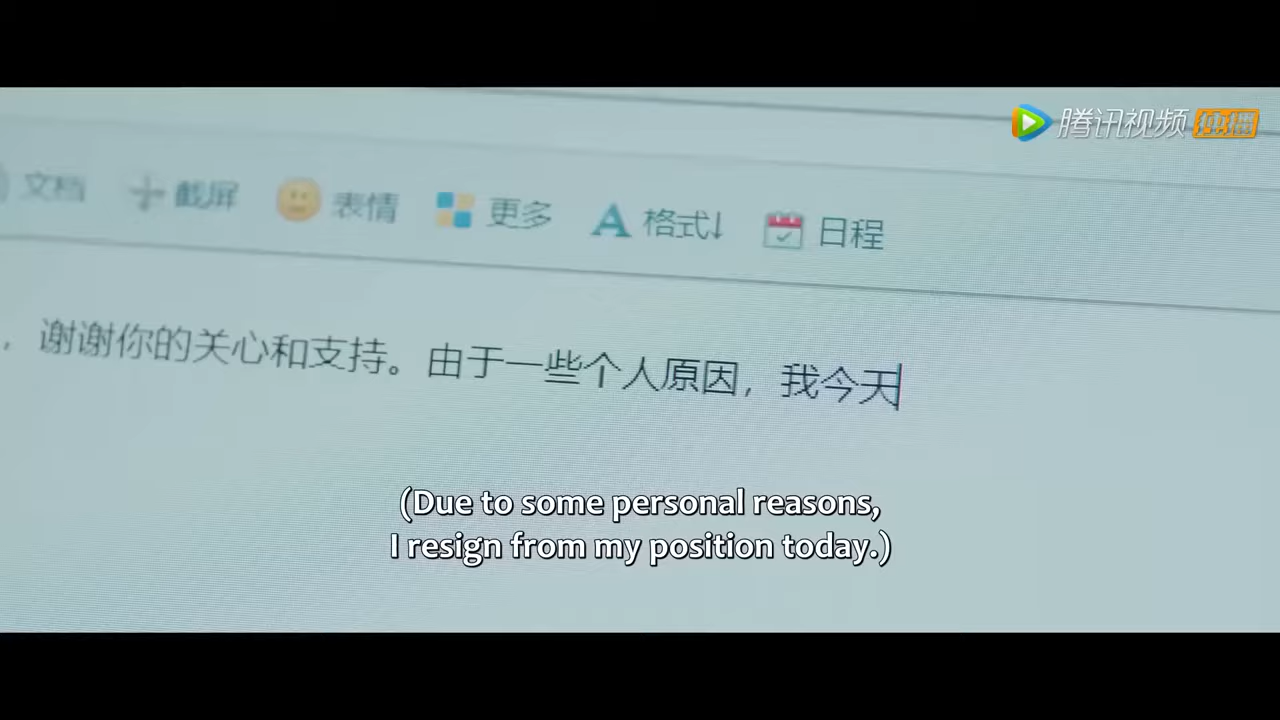 腾讯视频 独播
文档 截屏 表情 更多 格式↓ 日程
，谢谢你的关心和支持。由于一些个人原因，我今天
(Due to some personal reasons,
I resign from my position today.)